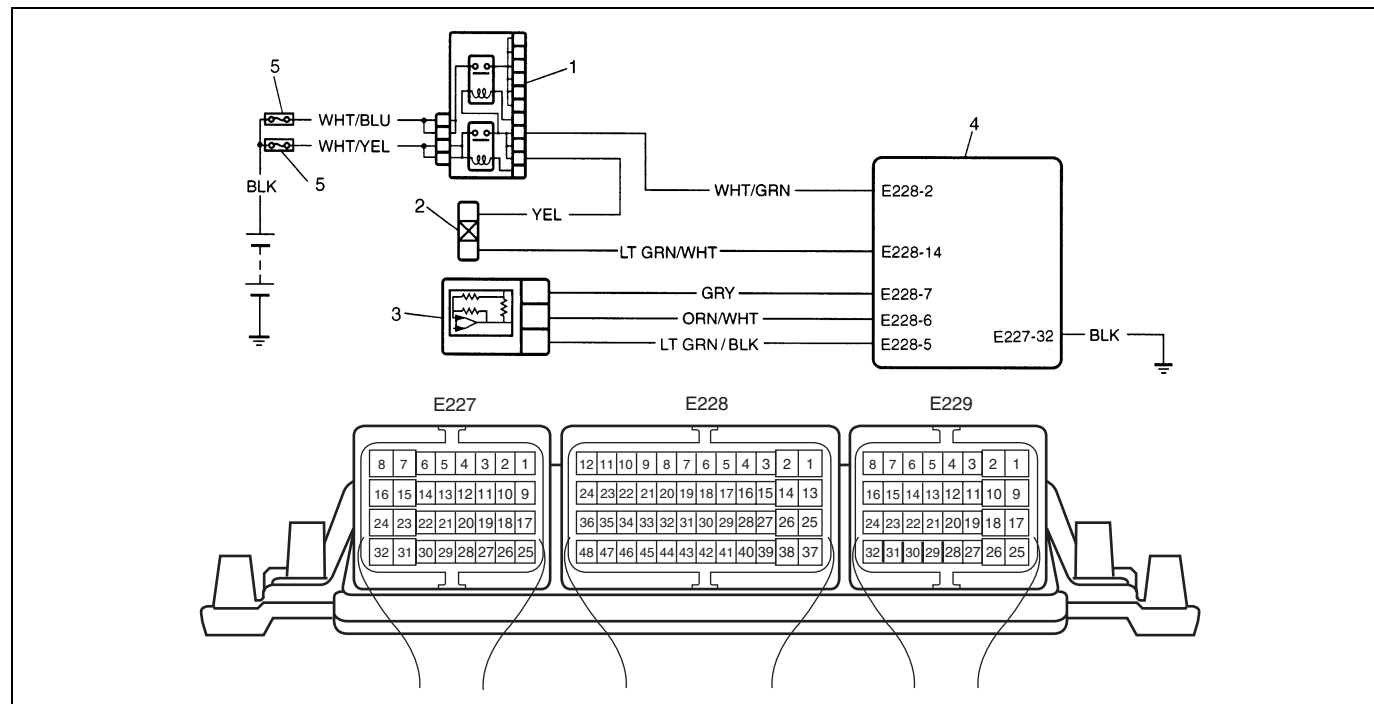 1
5
WHT/BLU
WHT/YEL
5
BLK
4
WHT/GRN
E228-2
2
YEL
LT GRN/WHT
E228-14
3
GRY
E228-7
ORN/WHT
E228-6
LT GRN/BLK
E228-5
E227-32
BLK
E227 E228 E229
8 7 6 5 4 3 2 1 12 11 10 9 8 7 6 5 4 3 2 1 8 7 6 5 4 3 2 1
16 15 14 13 12 11 10 9 24 23 22 21 20 19 18 17 16 15 14 13 16 15 14 13 12 11 10 9
24 23 22 21 20 19 18 17 36 35 34 33 32 31 30 29 28 27 26 25 24 23 22 21 20 19 18 17
32 31 30 29 28 27 26 25 48 47 46 45 44 43 42 41 40 39 38 37 32 31 30 29 28 27 26 25